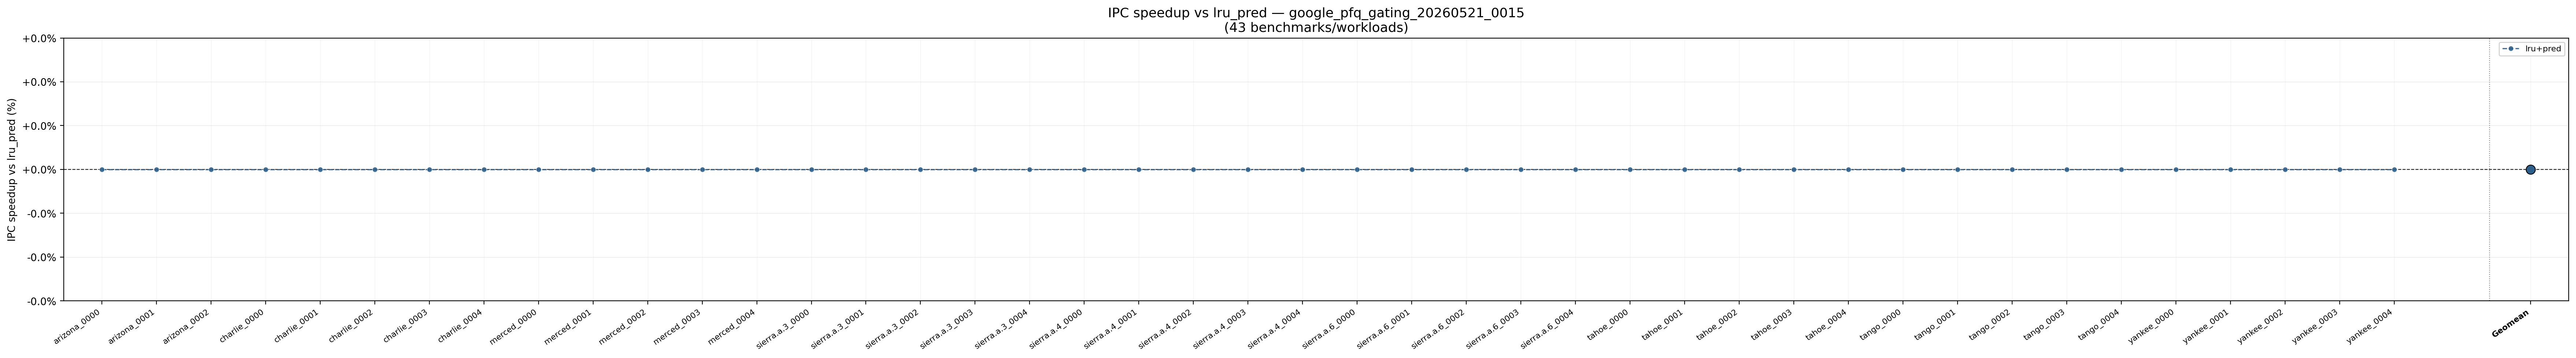 IPC speedup vs lru_pred — google_pfq_gating_20260521_0015
(43 benchmarks/workloads)
IPC speedup vs lru_pred (%)
+0.0%
+0.0%
+0.0%
+0.0%
-0.0%
-0.0%
-0.0%
lru+pred
arizona_0000
arizona_0001
arizona_0002
charlie_0000
charlie_0001
charlie_0002
charlie_0003
charlie_0004
merced_0000
merced_0001
merced_0002
merced_0003
merced_0004
sierra.a.3_0000
sierra.a.3_0001
sierra.a.3_0002
sierra.a.3_0003
sierra.a.3_0004
sierra.a.4_0000
sierra.a.4_0001
sierra.a.4_0002
sierra.a.4_0003
sierra.a.4_0004
sierra.a.6_0000
sierra.a.6_0001
sierra.a.6_0002
sierra.a.6_0003
sierra.a.6_0004
tahoe_0000
tahoe_0001
tahoe_0002
tahoe_0003
tahoe_0004
tango_0000
tango_0001
tango_0002
tango_0003
tango_0004
yankee_0000
yankee_0001
yankee_0002
yankee_0003
yankee_0004
Geomean